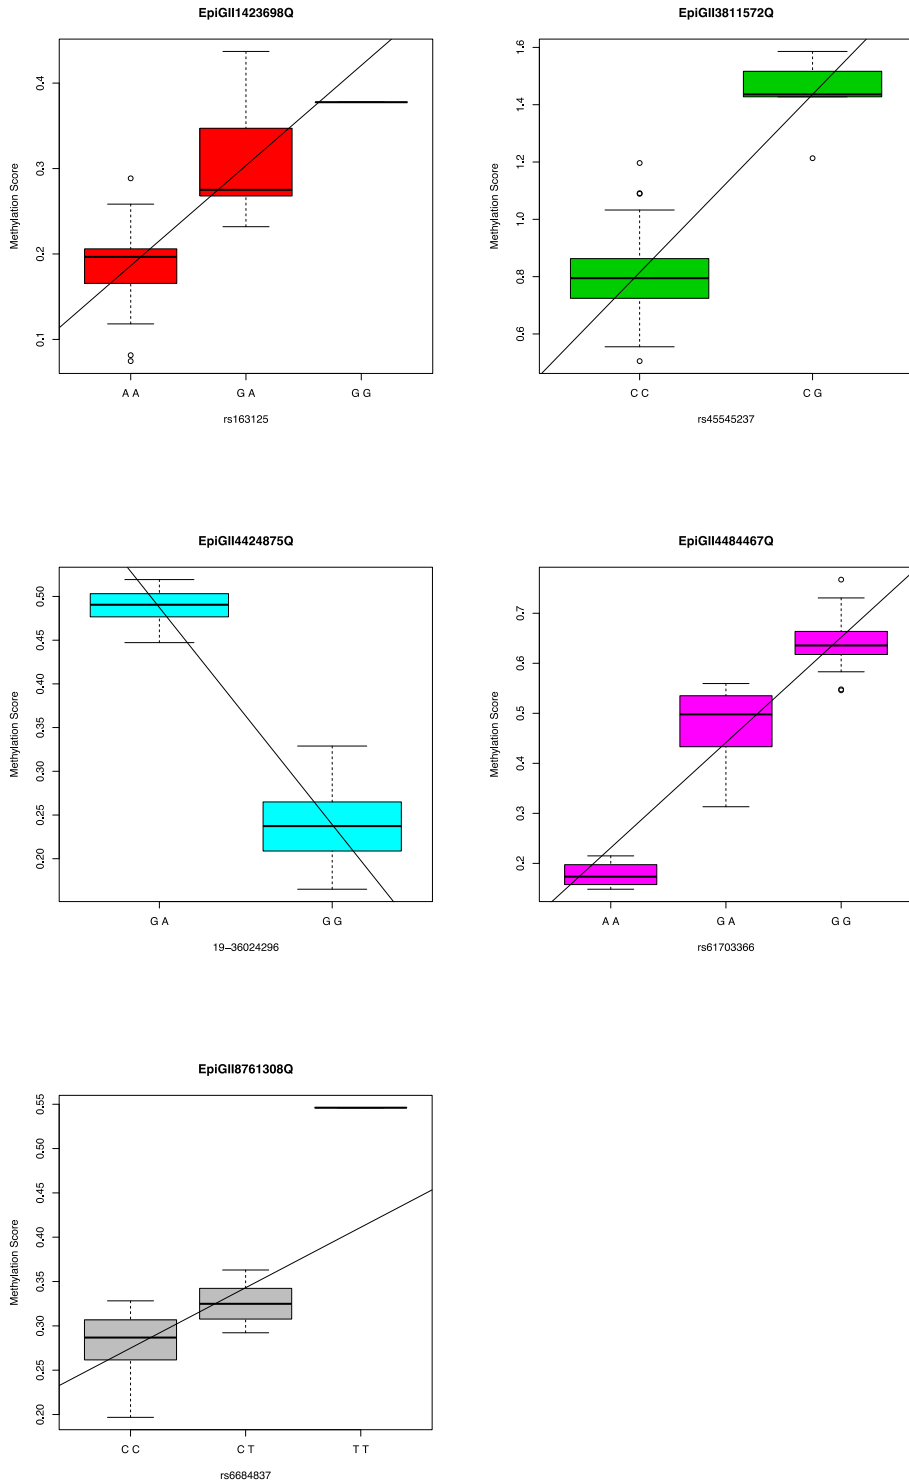 EpiGII1423698Q
Methylation Score
0.1
0.2
0.3
0.4
A A
G A
G G
rs163125
EpiGII3811572Q
Methylation Score
0.6
0.8
1.0
1.2
1.4
1.6
C C
C G
rs45545237
EpiGII4424875Q
Methylation Score
0.20
0.25
0.30
0.35
0.40
0.45
0.50
G A
G G
19−36024296
EpiGII4484467Q
Methylation Score
0.2
0.3
0.4
0.5
0.6
0.7
A A
G A
G G
rs61703366
EpiGII8761308Q
Methylation Score
0.20
0.25
0.30
0.35
0.40
0.45
0.50
0.55
C C
C T
T T
rs6684837